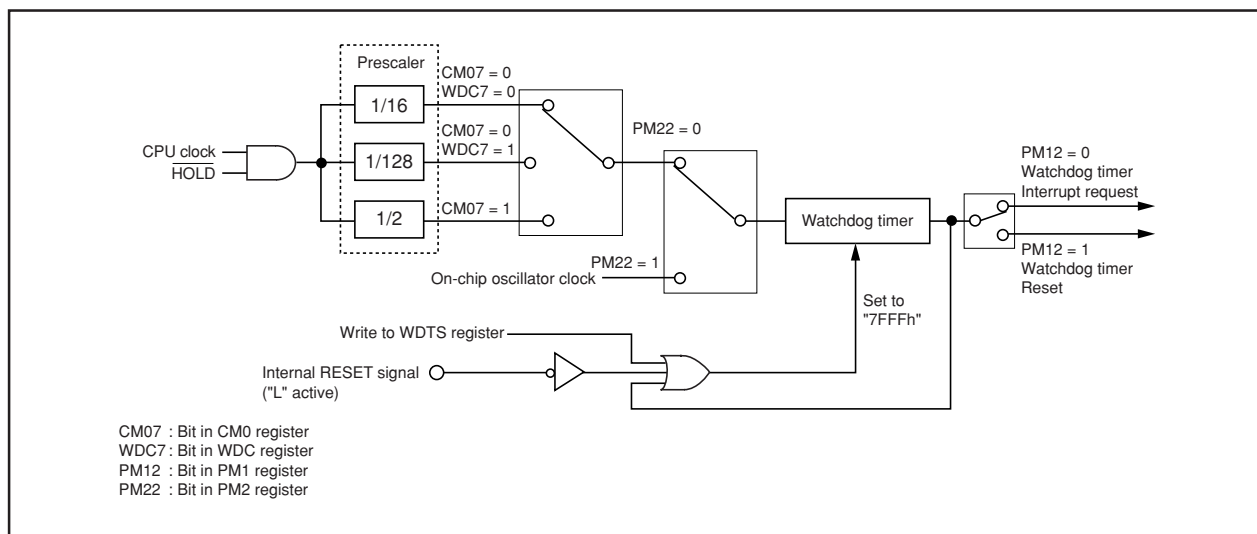 Prescaler
CM07 = 0
WDC7 = 0
1/16
CM07 = 0
WDC7 = 1
PM22 = 0
CPU clock
HOLD
1/128
PM12 = 0
Watchdog timer
Interrupt request
CM07 = 1
1/2
Watchdog timer
PM22 = 1
On-chip oscillator clock
PM12 = 1
Watchdog timer
Reset
Set to
"7FFFh"
Write to WDTS register
Internal RESET signal
("L" active)
CM07 : Bit in CM0 register
WDC7 : Bit in WDC register
PM12 : Bit in PM1 register
PM22 : Bit in PM2 register